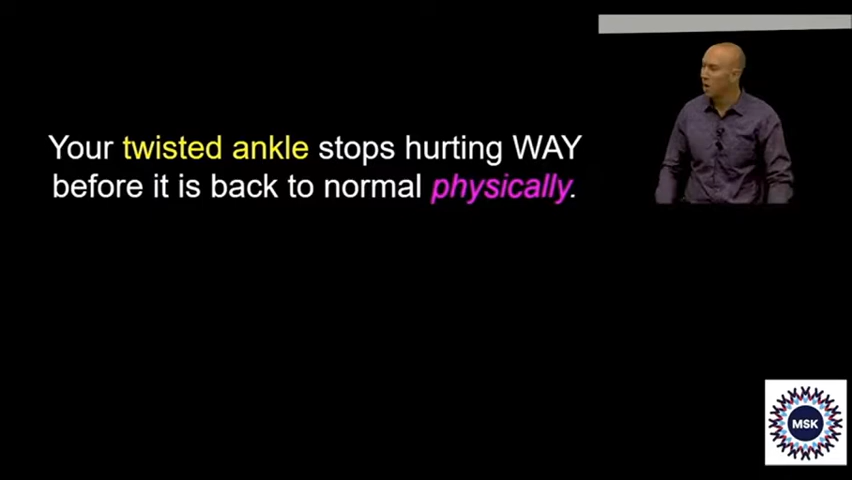 Your twisted ankle stops hurting WAY
before it is back to normal physically.
MSK